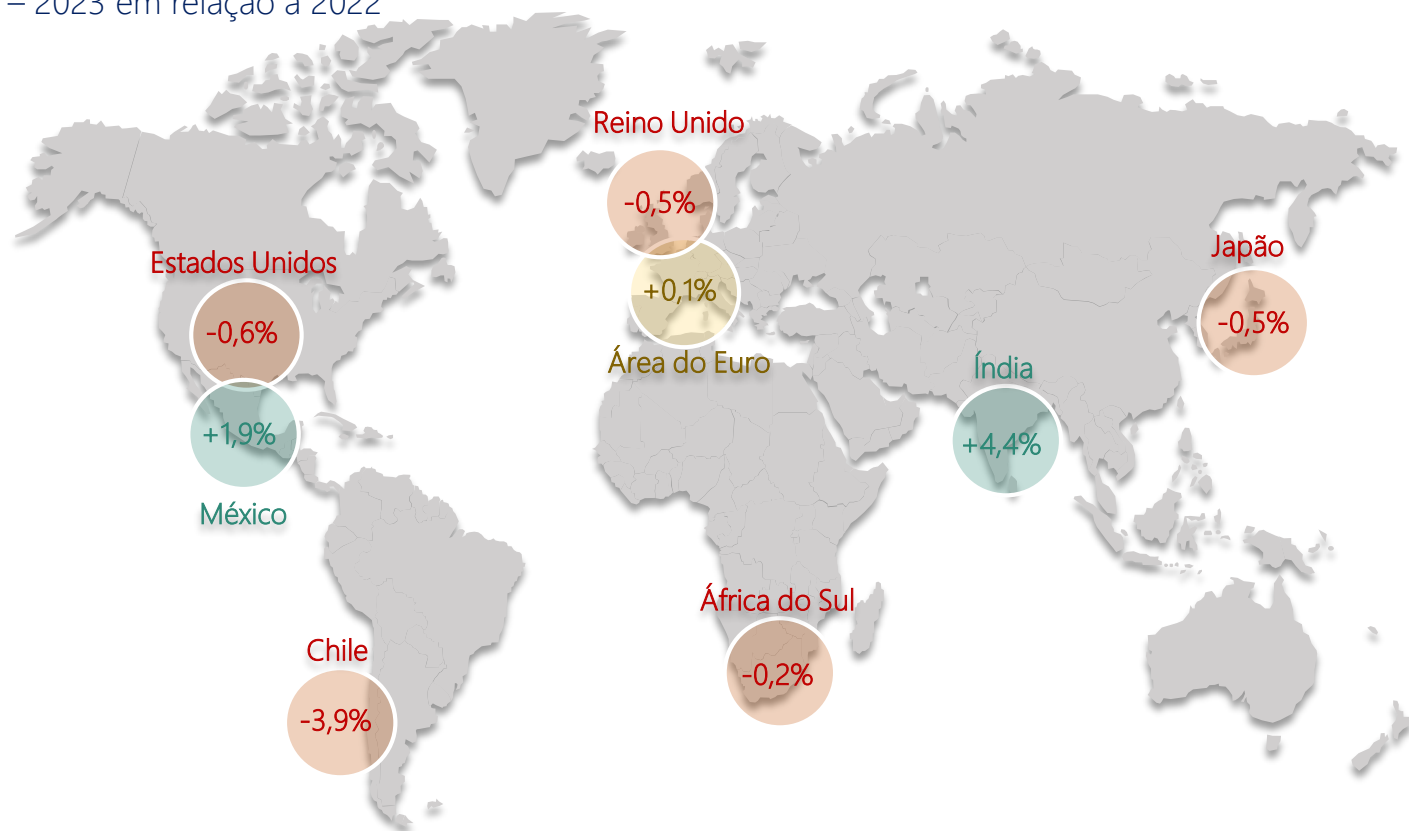 – 2023 em relação a 2022
Reino Unido
-0,5%
Estados Unidos
-0,6%
+0,1%
Área do Euro
Japão
-0,5%
Índia
+4,4%
+1,9%
México
África do Sul
-0,2%
Chile
-3,9%